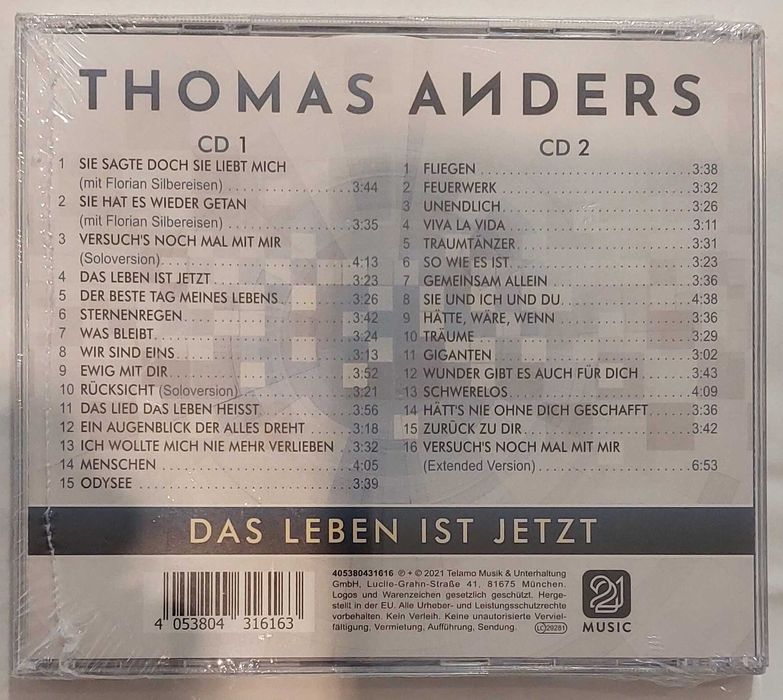 THOMAS ANDERS
CD 1
1 SIE SAGTE DOCH SIE LIEBT MICH
(mit Florian Silbereisen) 3:44
2 SIE HAT ES WIEDER GETAN
(mit Florian Silbereisen) 3:35
3 VERSUCH'S NOCH MAL MIT MIR
(Soloversion) 4:13
4 DAS LEBEN IST JETZT 3:23
5 DER BESTE TAG MEINES LEBENS 3:26
6 STERNENREGEN 3:42
7 WAS BLEIBT 3:24
8 WIR SIND EINS 3:13
9 EWIG MIT DIR 3:52
10 RÜCKSICHT (Soloversion) 3:21
11 DAS LIED DAS LEBEN HEISST 3:56
12 EIN AUGENBLICK DER ALLES DREHT 3:18
13 ICH WOLLTE MICH NIE MEHR VERLIEBEN 3:32
14 MENSCHEN 4:05
15 ODYSEE 3:39
CD 2
1 FLIEGEN 3:38
2 FEUERWERK 3:32
3 UNENDLICH 3:26
4 VIVA LA VIDA 3:11
5 TRAUMTÄNZER 3:31
6 SO WIE ES IST 3:23
7 GEMEINSAM ALLEIN 3:36
8 SIE UND ICH UND DU 4:38
9 HÄTTE, WÄRE, WENN 3:36
10 TRÄUME 3:29
11 GIGANTEN 3:02
12 WUNDER GIBT ES AUCH FÜR DICH 3:43
13 SCHWERELOS 4:09
14 HÄTT'S NIE OHNE DICH GESCHAFFT 3:36
15 ZURÜCK ZU DIR 3:42
16 VERSUCH'S NOCH MAL MIT MIR
(Extended Version) 6:53
DAS LEBEN IST JETZT
4 053804 316163
405380431616 ℗ + © 2021 Telamo Musik & Unterhaltung
GmbH, Lucile-Grahn-Straße 41, 81675 München.
Logos und Warenzeichen gesetzlich geschützt. Herge-
stellt in der EU. Alle Urheber- und Leistungsschutzrechte
vorbehalten. Kein Verleih. Keine unautorisierte Verviel-
fältigung, Vermietung, Aufführung, Sendung.
LC 29281
21
MUSIC